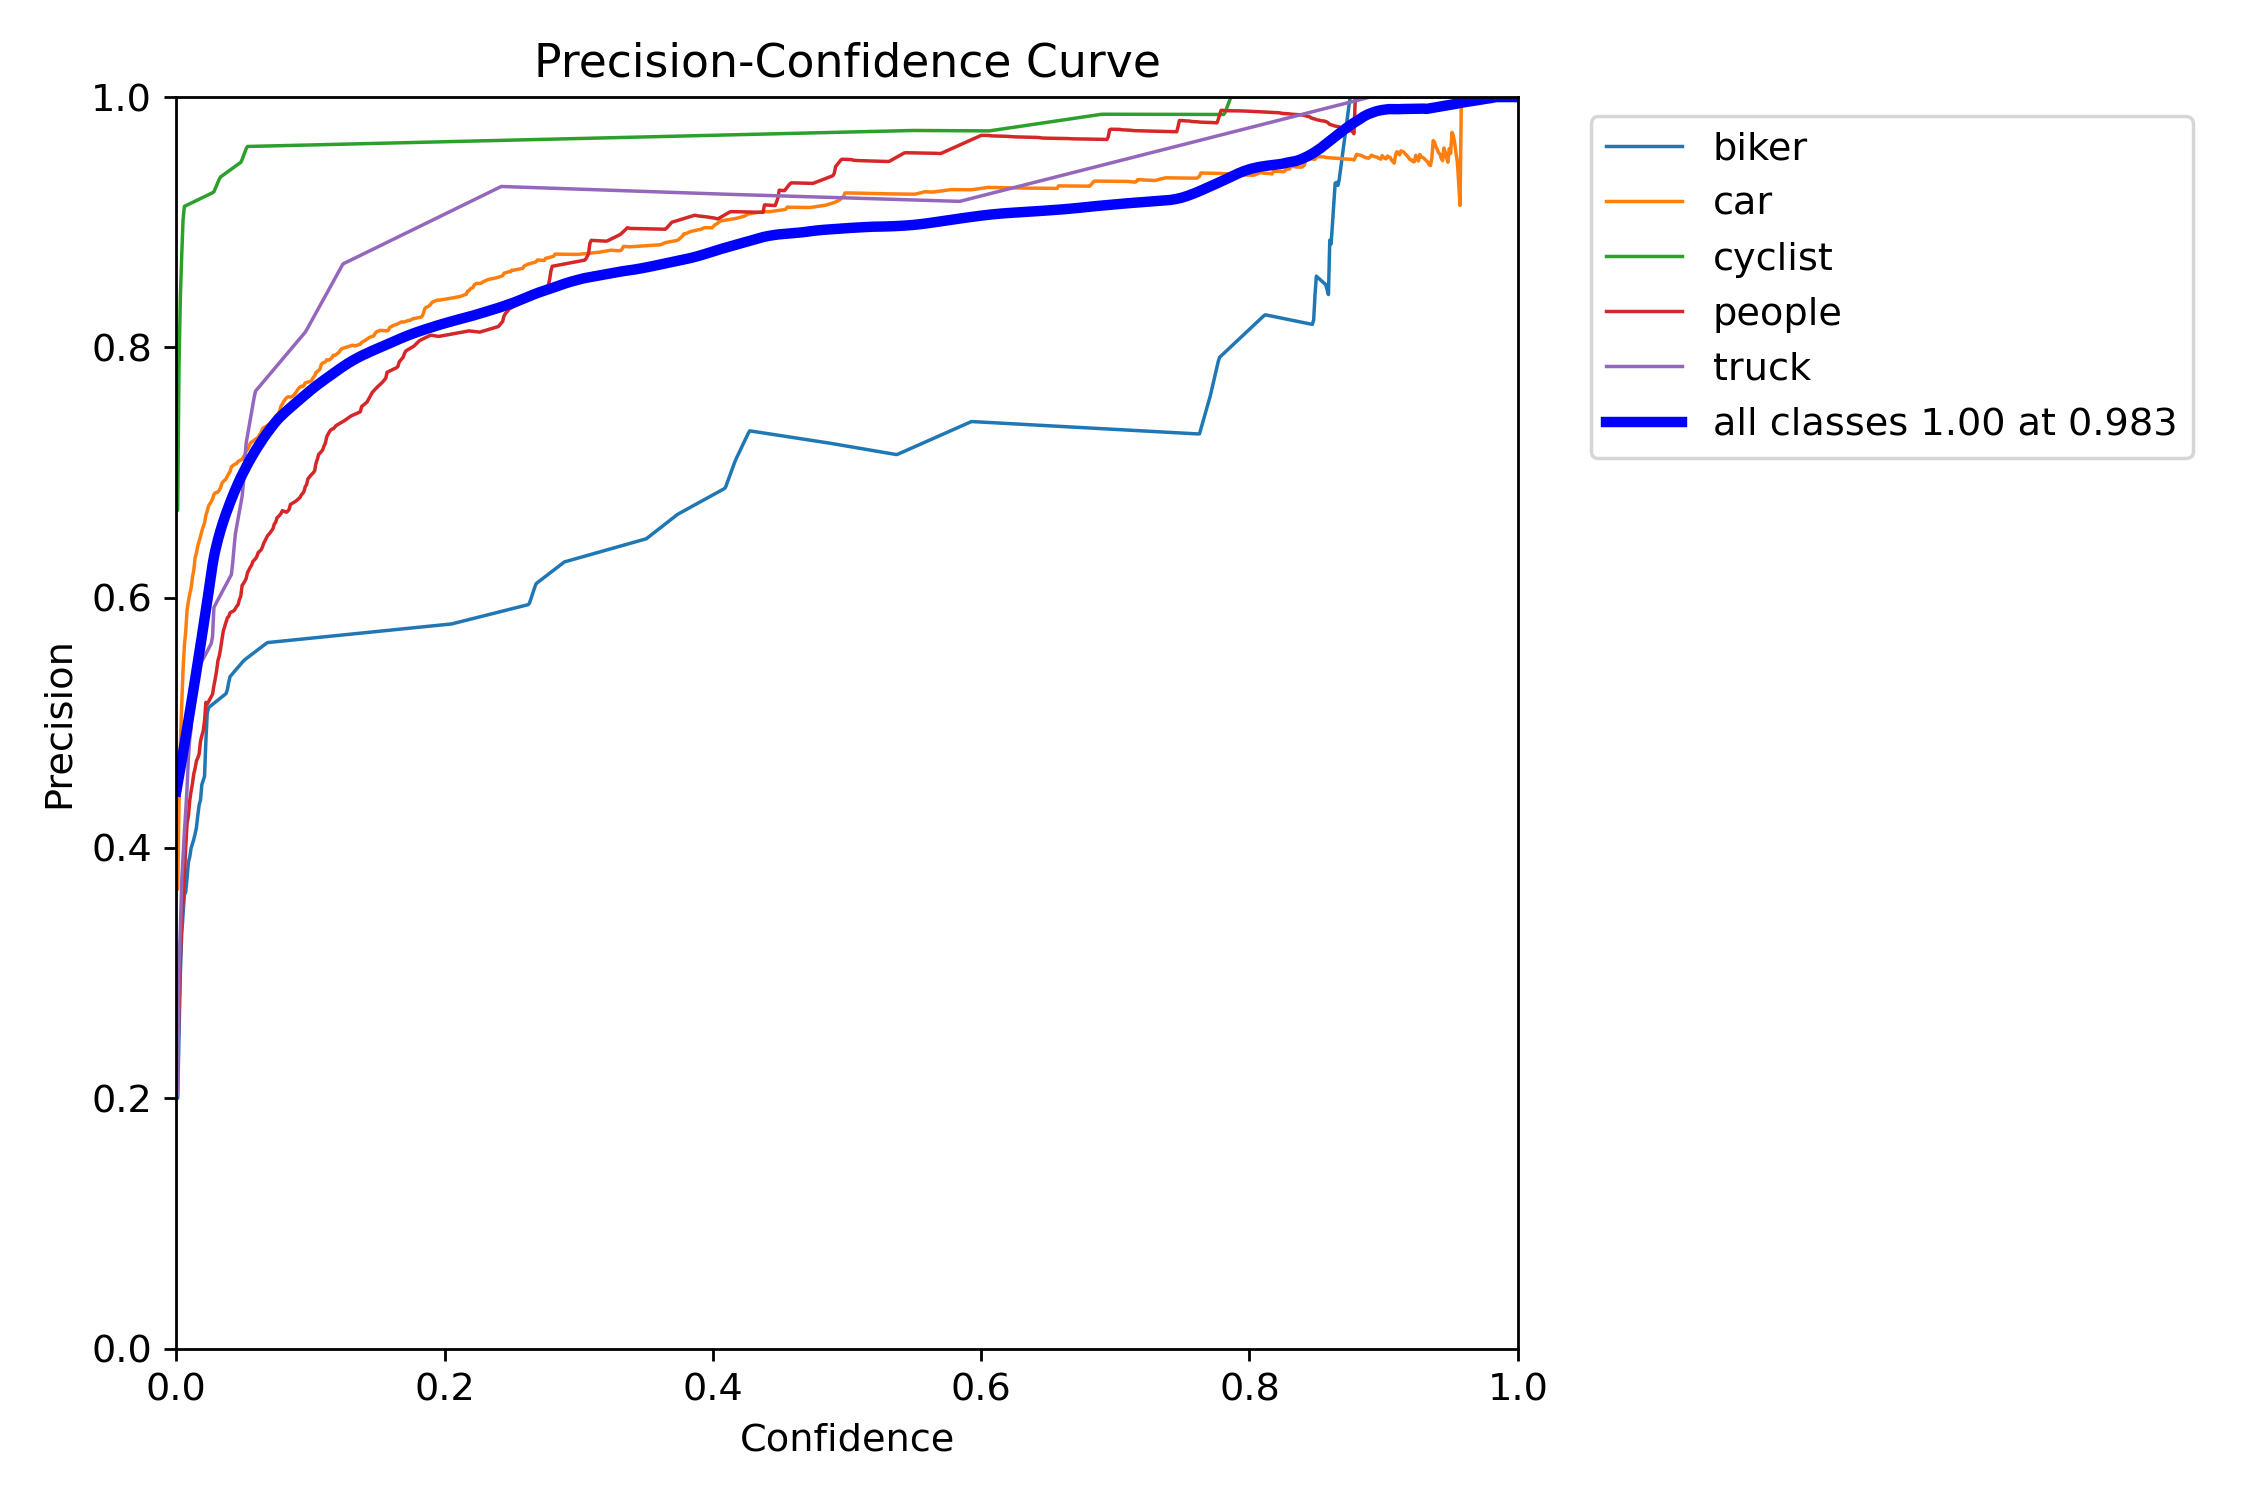 Precision-Confidence Curve
1.0
0.8
0.6
0.4
0.2
0.0
Precision
0.0 0.2 0.4 0.6 0.8 1.0
Confidence
biker
car
cyclist
people
truck
all classes 1.00 at 0.983